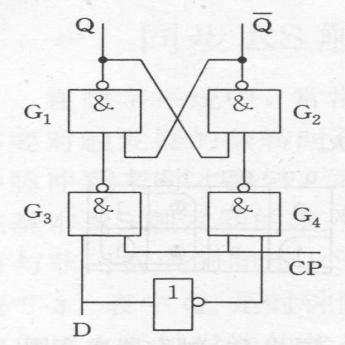 Q Q̅
G₁ & & G₂
G₃ & & G₄
CP
1
D